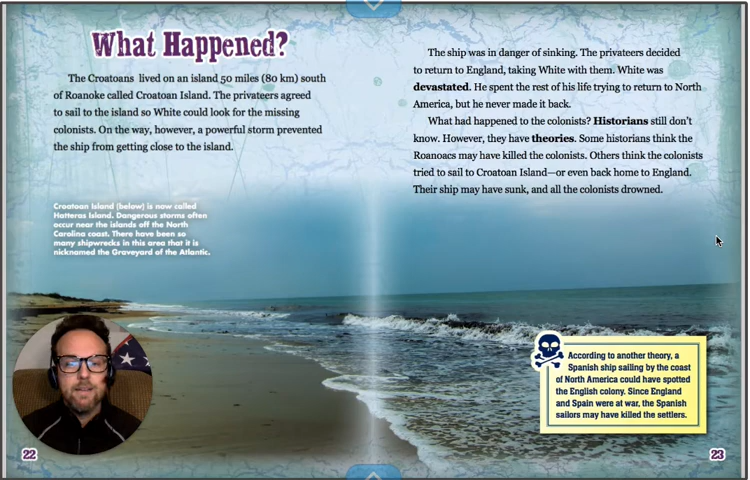 What Happened?
The Croatoans lived on an island 50 miles (80 km) south
of Roanoke called Croatoan Island. The privateers agreed
to sail to the island so White could look for the missing
colonists. On the way, however, a powerful storm prevented
the ship from getting close to the island.
Croatoan Island (below) is now called
Hatteras Island. Dangerous storms often
occur near the islands off the North
Carolina coast. There have been so
many shipwrecks in this area that it is
nicknamed the Graveyard of the Atlantic.
22
The ship was in danger of sinking. The privateers decided
to return to England, taking White with them. White was
devastated. He spent the rest of his life trying to return to North
America, but he never made it back.
What had happened to the colonists? Historians still don't
know. However, they have theories. Some historians think the
Roanoacs may have killed the colonists. Others think the colonists
tried to sail to Croatoan Island—or even back home to England.
Their ship may have sunk, and all the colonists drowned.
According to another theory, a
Spanish ship sailing by the coast
of North America could have spotted
the English colony. Since England
and Spain were at war, the Spanish
sailors may have killed the settlers.
23